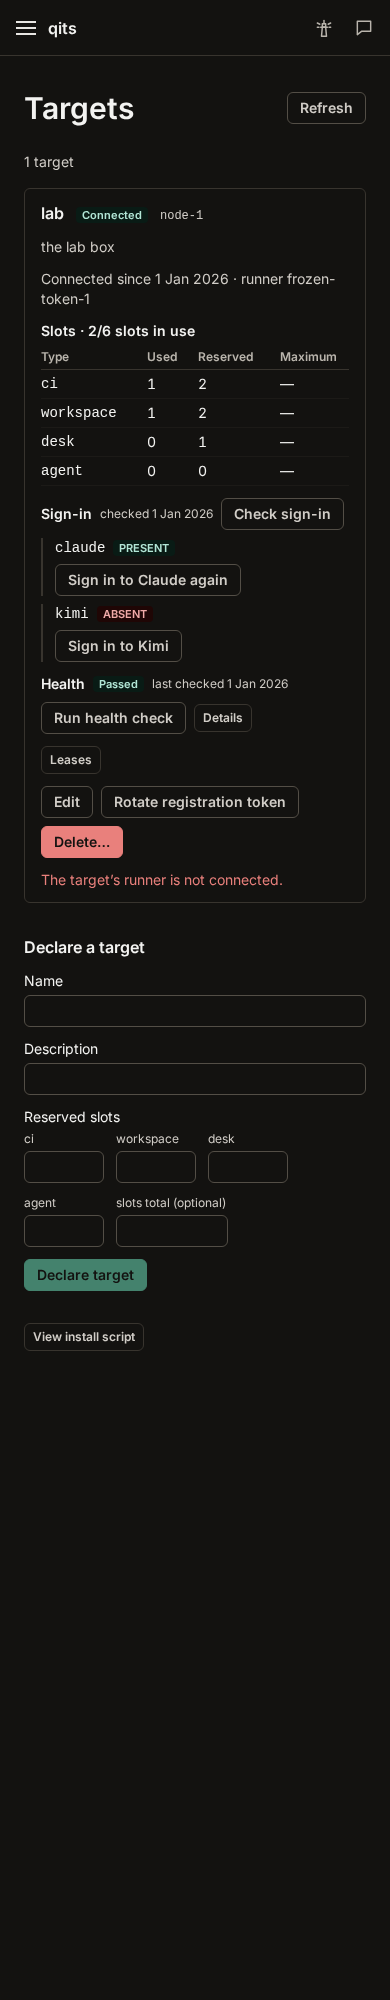 qits
Targets
Refresh
1 target
lab Connected node-1
the lab box
Connected since 1 Jan 2026 · runner frozen-
token-1
Slots · 2/6 slots in use
Type Used Reserved Maximum
ci 1 2 —
workspace 1 2 —
desk 0 1 —
agent 0 0 —
Sign-in checked 1 Jan 2026 Check sign-in
claude PRESENT
Sign in to Claude again
kimi ABSENT
Sign in to Kimi
Health Passed last checked 1 Jan 2026
Run health check Details
Leases
Edit Rotate registration token
Delete…
The target’s runner is not connected.
Declare a target
Name
Description
Reserved slots
ci workspace desk
agent slots total (optional)
Declare target
View install script